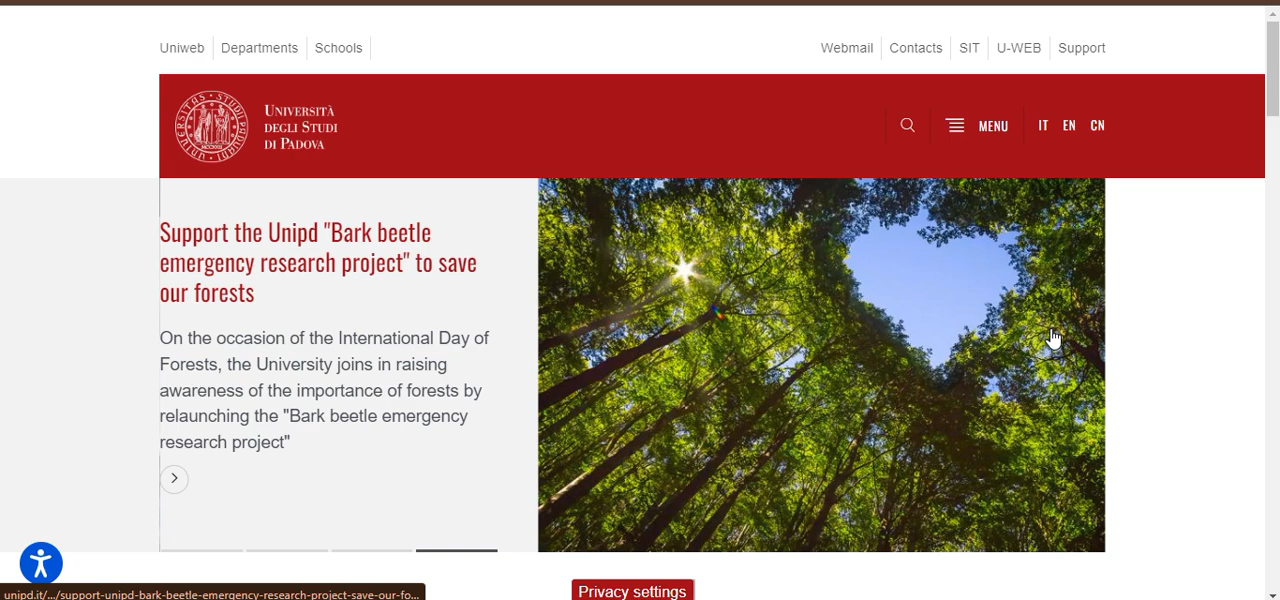 Uniweb
Departments
Schools
Webmail
Contacts
SIT
U-WEB
Support
UNIVERSITÀ
DEGLI STUDI
DI PADOVA
MENU
IT
EN
CN
Support the Unipd "Bark beetle
emergency research project" to save
our forests
On the occasion of the International Day of
Forests, the University joins in raising
awareness of the importance of forests by
relaunching the "Bark beetle emergency
research project"
Privacy settings
unipd.it/.../support-unipd-bark-beetle-emergency-research-project-save-our-fo...